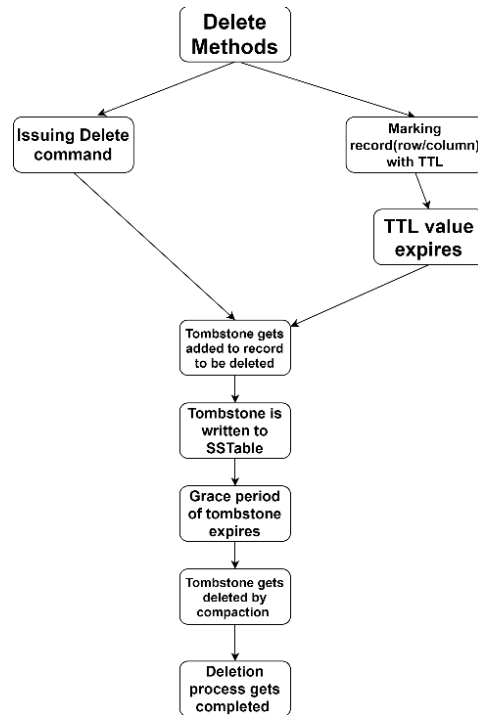 Delete
Methods
Issuing Delete
command
Marking
record(row/column)
with TTL
TTL value
expires
Tombstone gets
added to record
to be deleted
Tombstone is
written to
SSTable
Grace period
of tombstone
expires
Tombstone gets
deleted by
compaction
Deletion
process gets
completed